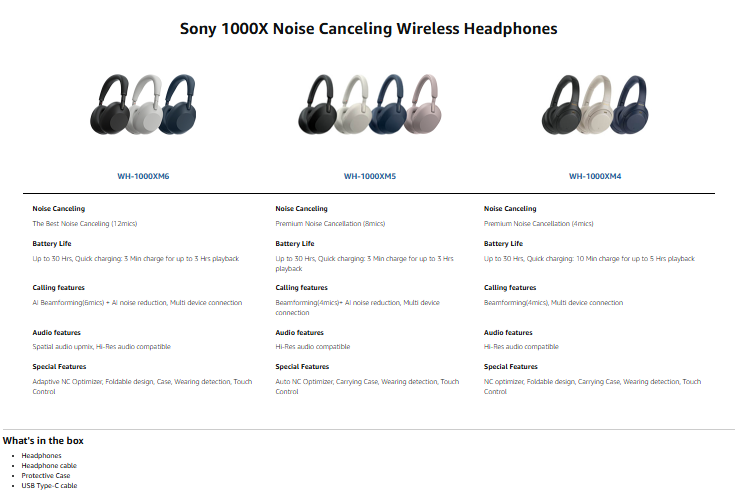 Sony 1000X Noise Canceling Wireless Headphones
WH-1000XM6
WH-1000XM5
WH-1000XM4
Noise Canceling
The Best Noise Canceling (12mics)
Battery Life
Up to 30 Hrs, Quick charging: 3 Min charge for up to 3 Hrs playback
Calling features
AI Beamforming(6mics) + AI noise reduction, Multi device connection
Audio features
Spatial audio upmix, Hi-Res audio compatible
Special Features
Adaptive NC Optimizer, Foldable design, Case, Wearing detection, Touch
Control
Noise Canceling
Premium Noise Cancellation (8mics)
Battery Life
Up to 30 Hrs, Quick charging: 3 Min charge for up to 3 Hrs
playback
Calling features
Beamforming(4mics)+ AI noise reduction, Multi device
connection
Audio features
Hi-Res audio compatible
Special Features
Auto NC Optimizer, Carrying Case, Wearing detection, Touch
Control
Noise Canceling
Premium Noise Cancellation (4mics)
Battery Life
Up to 30 Hrs, Quick charging: 10 Min charge for up to 5 Hrs playback
Calling features
Beamforming(4mics), Multi device connection
Audio features
Hi-Res audio compatible
Special Features
NC optimizer, Foldable design, Carrying Case, Wearing detection, Touch
Control
What's in the box
Headphones
Headphone cable
Protective Case
USB Type-C cable